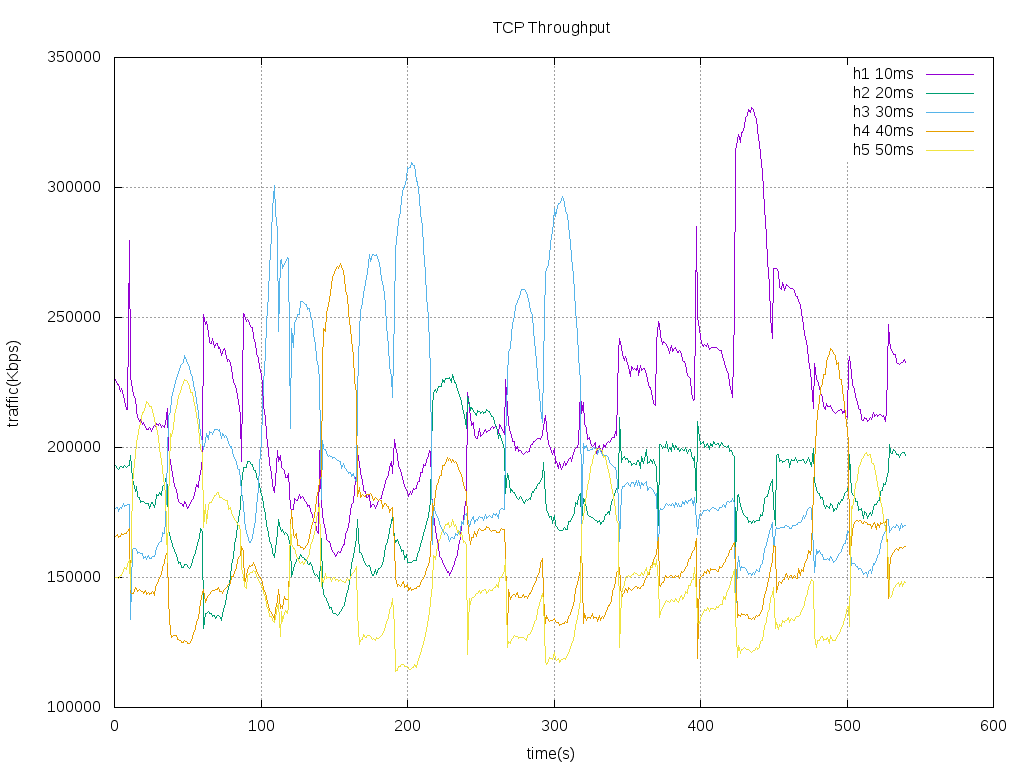 TCP Throughput
350000
300000
250000
200000
150000
100000
traffic(Kbps)
h1 10ms
h2 20ms
h3 30ms
h4 40ms
h5 50ms
0 100 200 300 400 500 600
time(s)